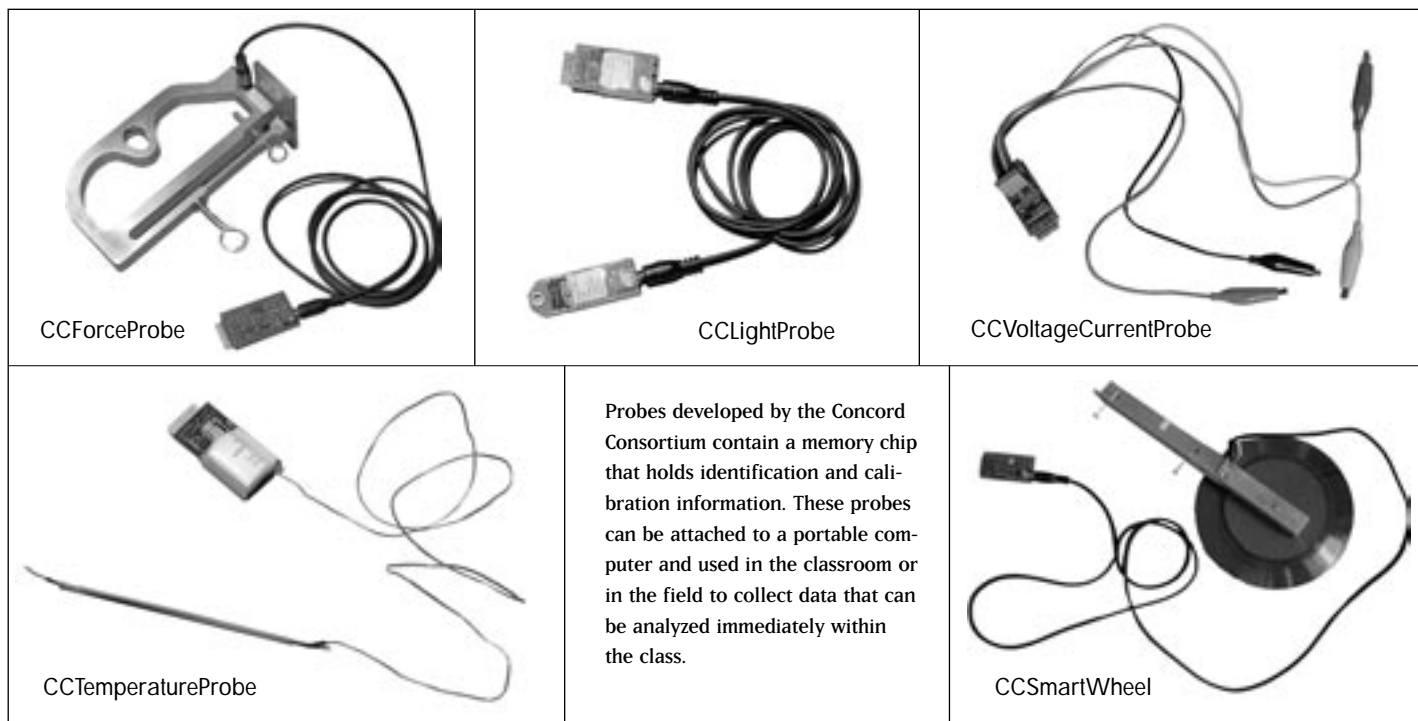 CCForceProbe
CCLightProbe
CCVoltageCurrentProbe
CCTemperatureProbe
Probes developed by the Concord
Consortium contain a memory chip
that holds identification and cali-
bration information. These probes
can be attached to a portable com-
puter and used in the classroom or
in the field to collect data that can
be analyzed immediately within
the class.
CCSmartWheel